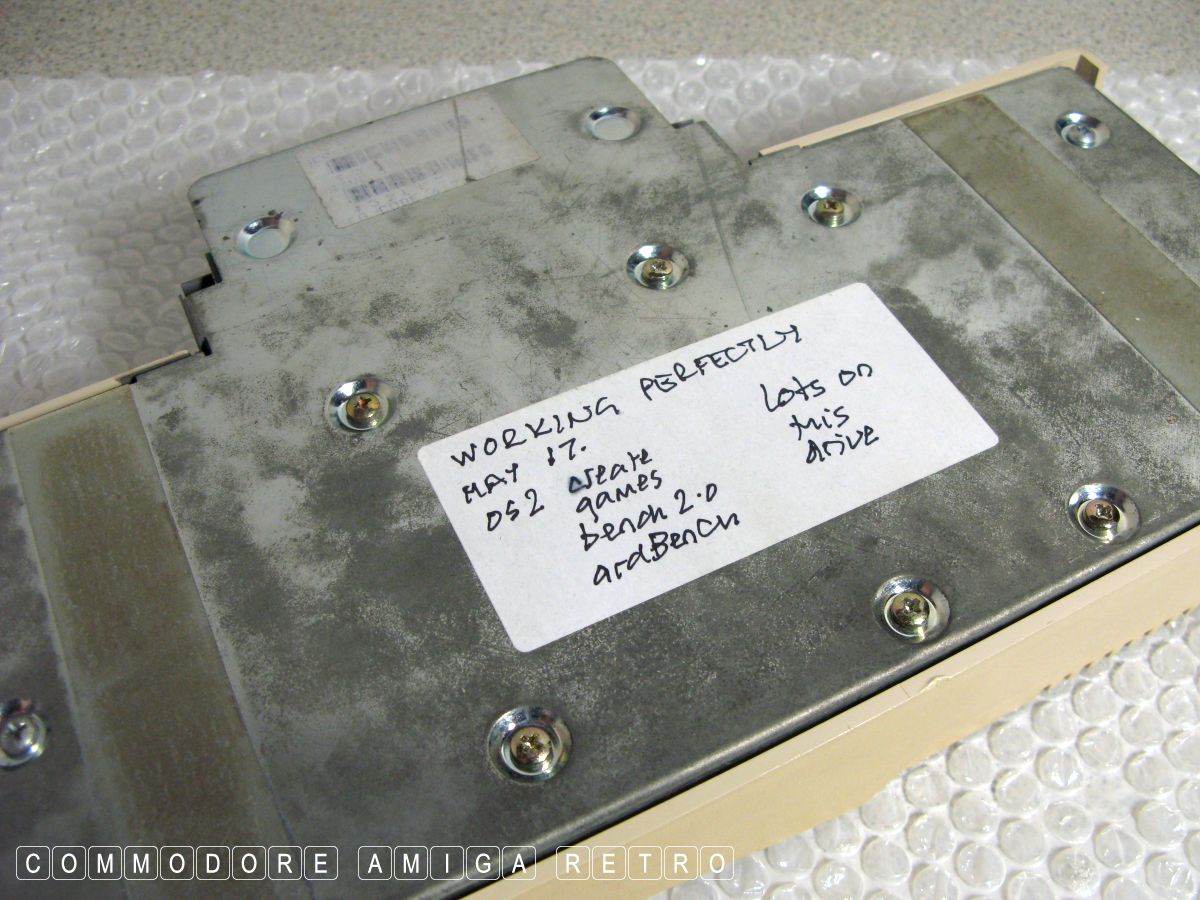 WORKING PERFECTLY
MAY 17.
OS2 create
games
bench 2.0
ardBench
Lots on
this
drive
COMMODORE AMIGA RETRO